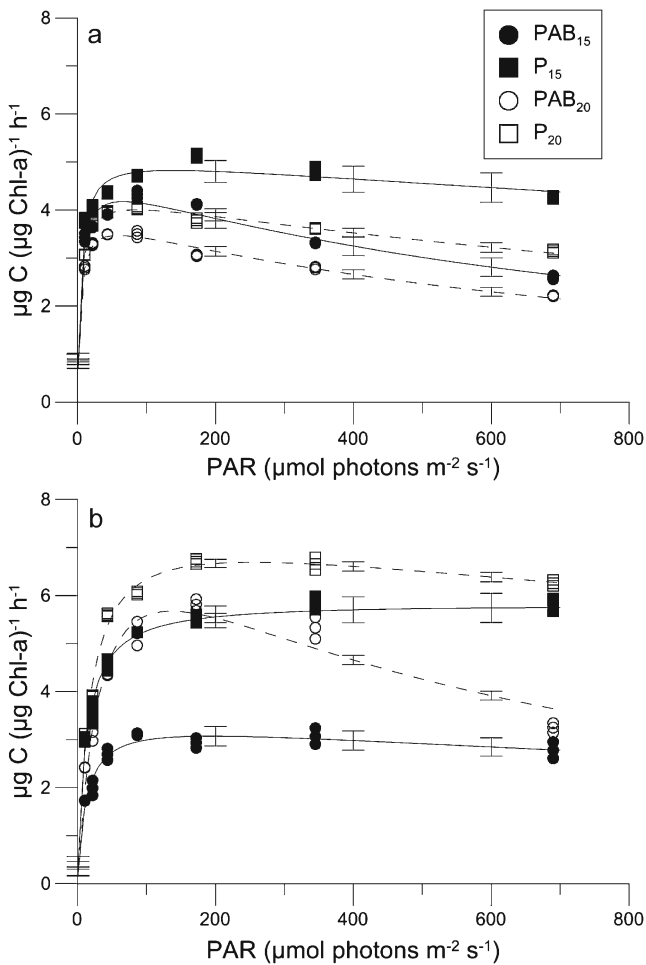 8
a
PAB₁₅
P₁₅
PAB₂₀
P₂₀
6
4
2
0
µg C (µg Chl-a)⁻¹ h⁻¹
0 200 400 600 800
PAR (µmol photons m⁻² s⁻¹)
8
b
6
4
2
0
µg C (µg Chl-a)⁻¹ h⁻¹
0 200 400 600 800
PAR (µmol photons m⁻² s⁻¹)